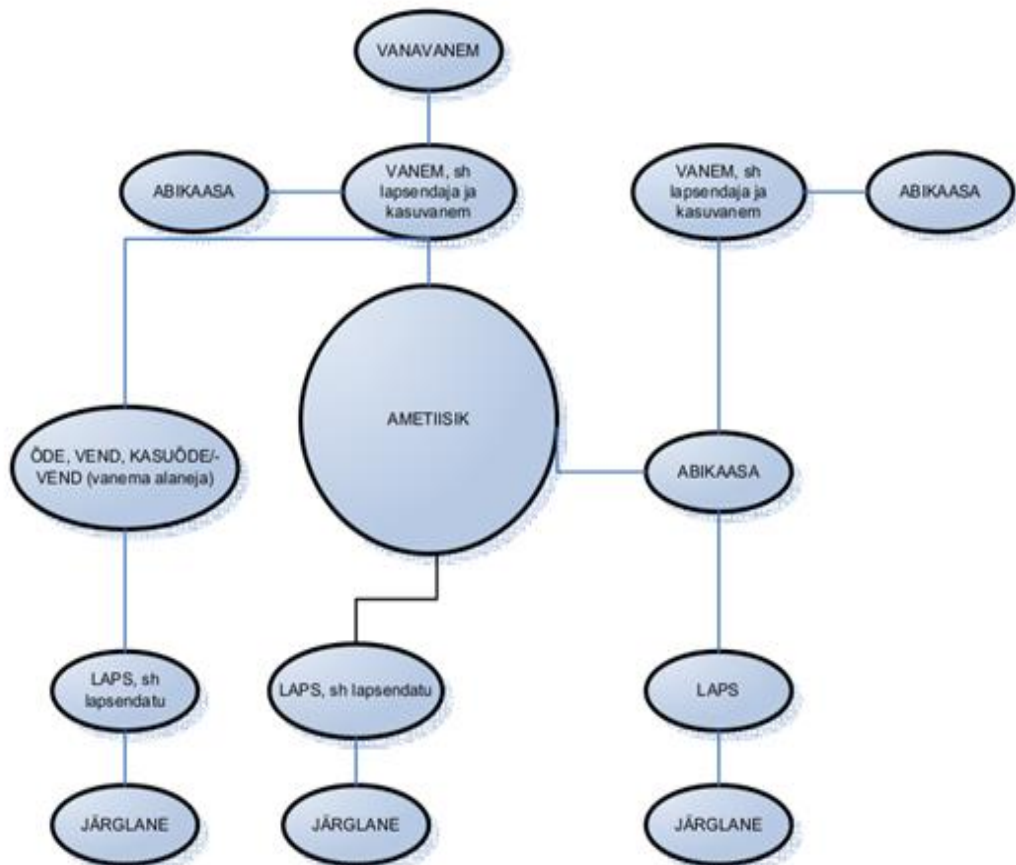 VANAVANEM
ABIKAASA
VANEM, sh
lapsendaja ja
kasuvanem
VANEM, sh
lapsendaja ja
kasuvanem
ABIKAASA
AMETIISIK
ÕDE, VEND, KASUÕDE/-
VEND (vanema alaneja)
ABIKAASA
LAPS, sh
lapsendatu
LAPS, sh lapsendatu
LAPS
JÄRGLANE
JÄRGLANE
JÄRGLANE